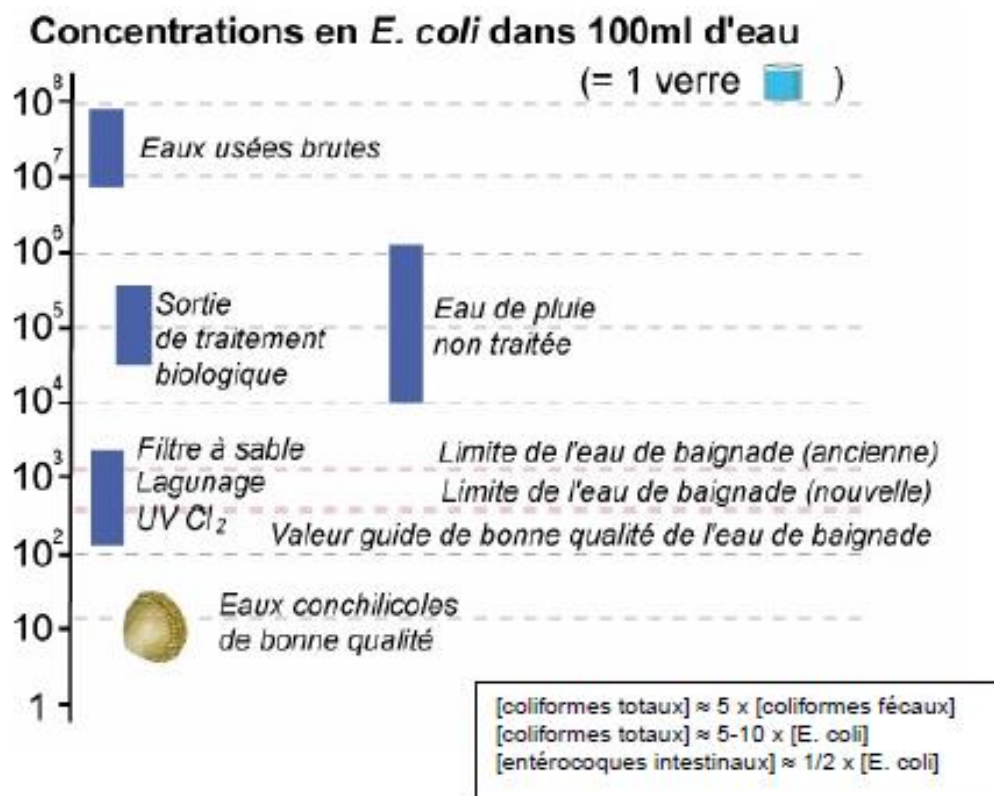 Concentrations en E. coli dans 100ml d'eau
(= 1 verre )
10⁸
Eaux usées brutes
10⁷
10⁶
Sortie
de traitement
biologique
Eau de pluie
non traitée
10⁵
10⁴
Filtre à sable
Lagunage
UV Cl₂
Limite de l'eau de baignade (ancienne)
10³
Limite de l'eau de baignade (nouvelle)
Valeur guide de bonne qualité de l'eau de baignade
10²
Eaux conchilicoles
de bonne qualité
10
1
[coliformes totaux] ≈ 5 x [coliformes fécaux]
[coliformes totaux] ≈ 5-10 x [E. coli]
[entérocoques intestinaux] ≈ 1/2 x [E. coli]